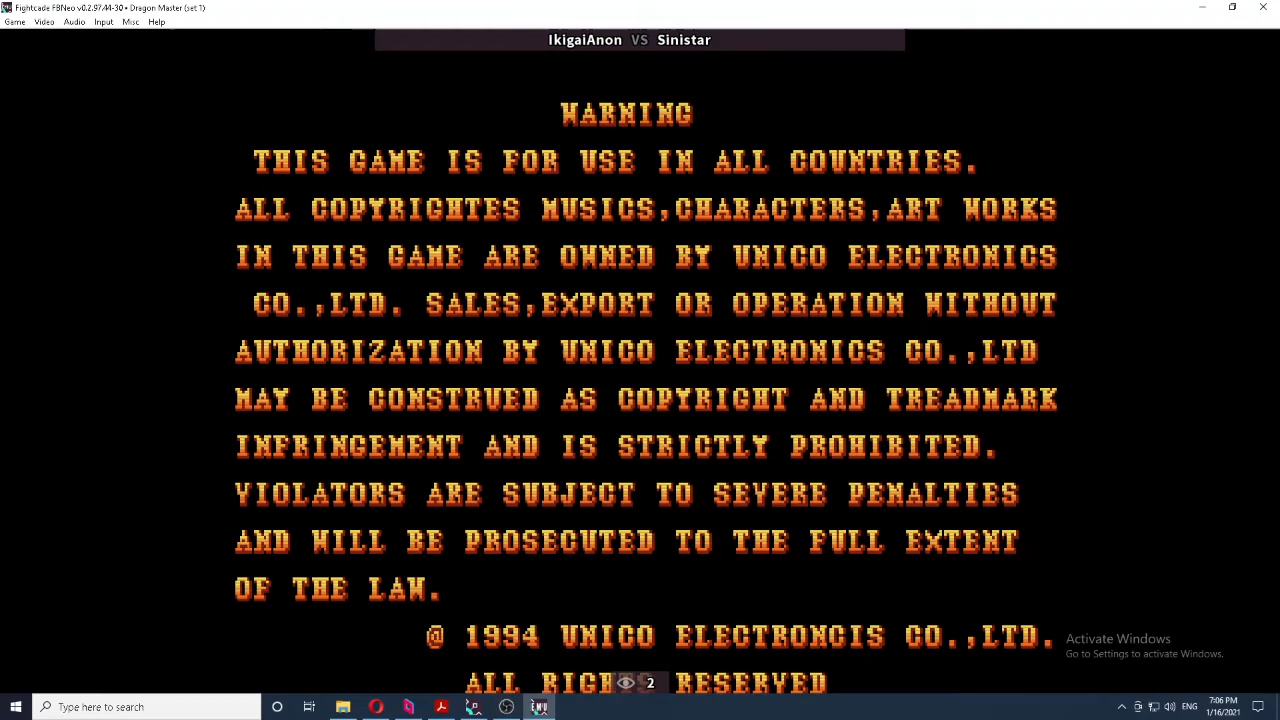 Fightcade FBNeo v0.2.97.44-30 • Dragon Master (set 1)
Game Video Audio Input Misc Help
IkigaiAnon VS Sinistar
WARNING
THIS GAME IS FOR USE IN ALL COUNTRIES.
ALL COPYRIGHTES MUSICS,CHARACTERS,ART WORKS
IN THIS GAME ARE OWNED BY UNICO ELECTRONICS
CO.,LTD. SALES,EXPORT OR OPERATION WITHOUT
AUTHORIZATION BY UNICO ELECTRONICS CO.,LTD
MAY BE CONSTRUED AS COPYRIGHT AND TREADMARK
INFRINGEMENT AND IS STRICTLY PROHIBITED.
VIOLATORS ARE SUBJECT TO SEVERE PENALTIES
AND WILL BE PROSECUTED TO THE FULL EXTENT
OF THE LAW.
@ 1994 UNICO ELECTRONCIS CO.,LTD.
Activate Windows
Go to Settings to activate Windows.
ALL RIGH 2 RESERVED
Type here to search
EMU
ENG
7:06 PM
1/16/2021